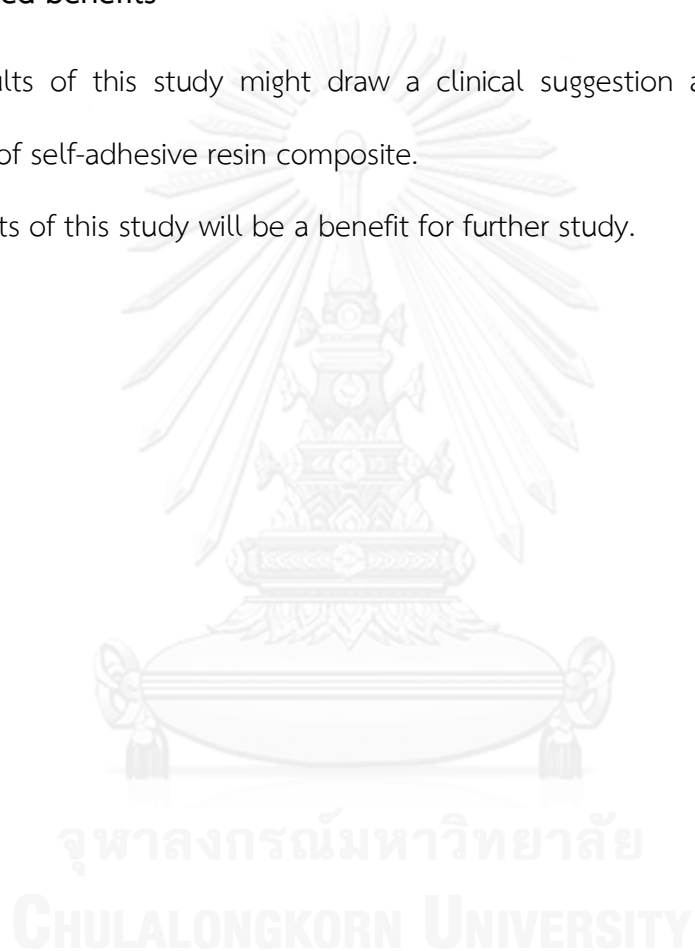 ed benefits
ults of this study might draw a clinical suggestion a
of self-adhesive resin composite.
ts of this study will be a benefit for further study.
จุฬาลงกรณ์มหาวิทยาลัย
CHULALONGKORN UNIVERSITY